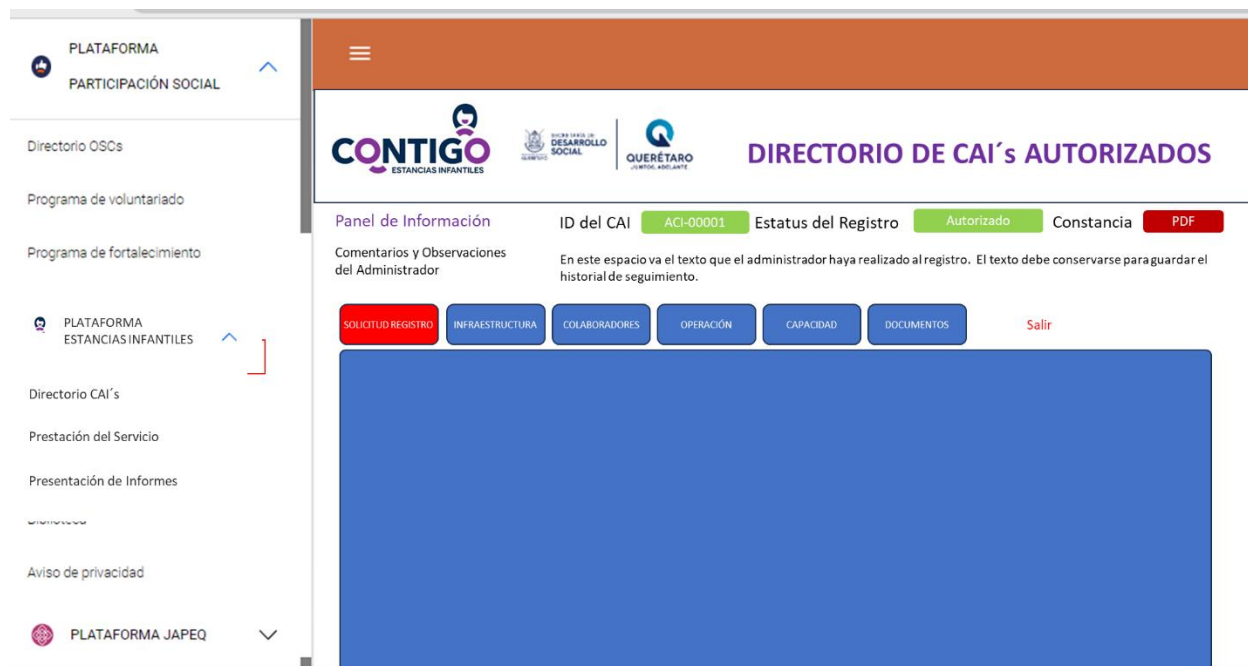 PLATAFORMA
PARTICIPACIÓN SOCIAL
Directorio OSCs
Programa de voluntariado
Programa de fortalecimiento
PLATAFORMA
ESTANCIAS INFANTILES
Directorio CAI´s
Prestación del Servicio
Presentación de Informes
Aviso de privacidad
PLATAFORMA JAPEQ
CONTIGO
ESTANCIAS INFANTILES
SECRETARÍA DE
DESARROLLO
SOCIAL
QUERÉTARO
JUNTOS, ADELANTE.
DIRECTORIO DE CAI´s AUTORIZADOS
Panel de Información
ID del CAI ACI-00001 Estatus del Registro Autorizado Constancia PDF
Comentarios y Observaciones
del Administrador
En este espacio va el texto que el administrador haya realizado al registro. El texto debe conservarse para guardar el
historial de seguimiento.
SOLICITUD REGISTRO INFRAESTRUCTURA COLABORADORES OPERACIÓN CAPACIDAD DOCUMENTOS Salir